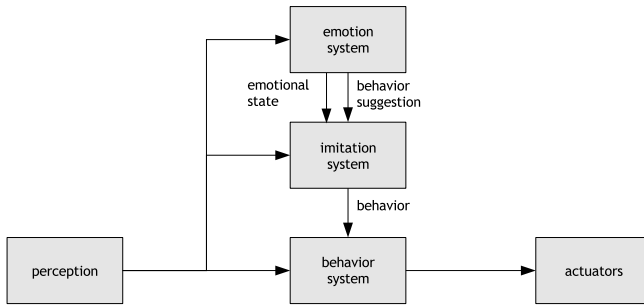 emotion
system
emotional
state
behavior
suggestion
imitation
system
behavior
perception
behavior
system
actuators